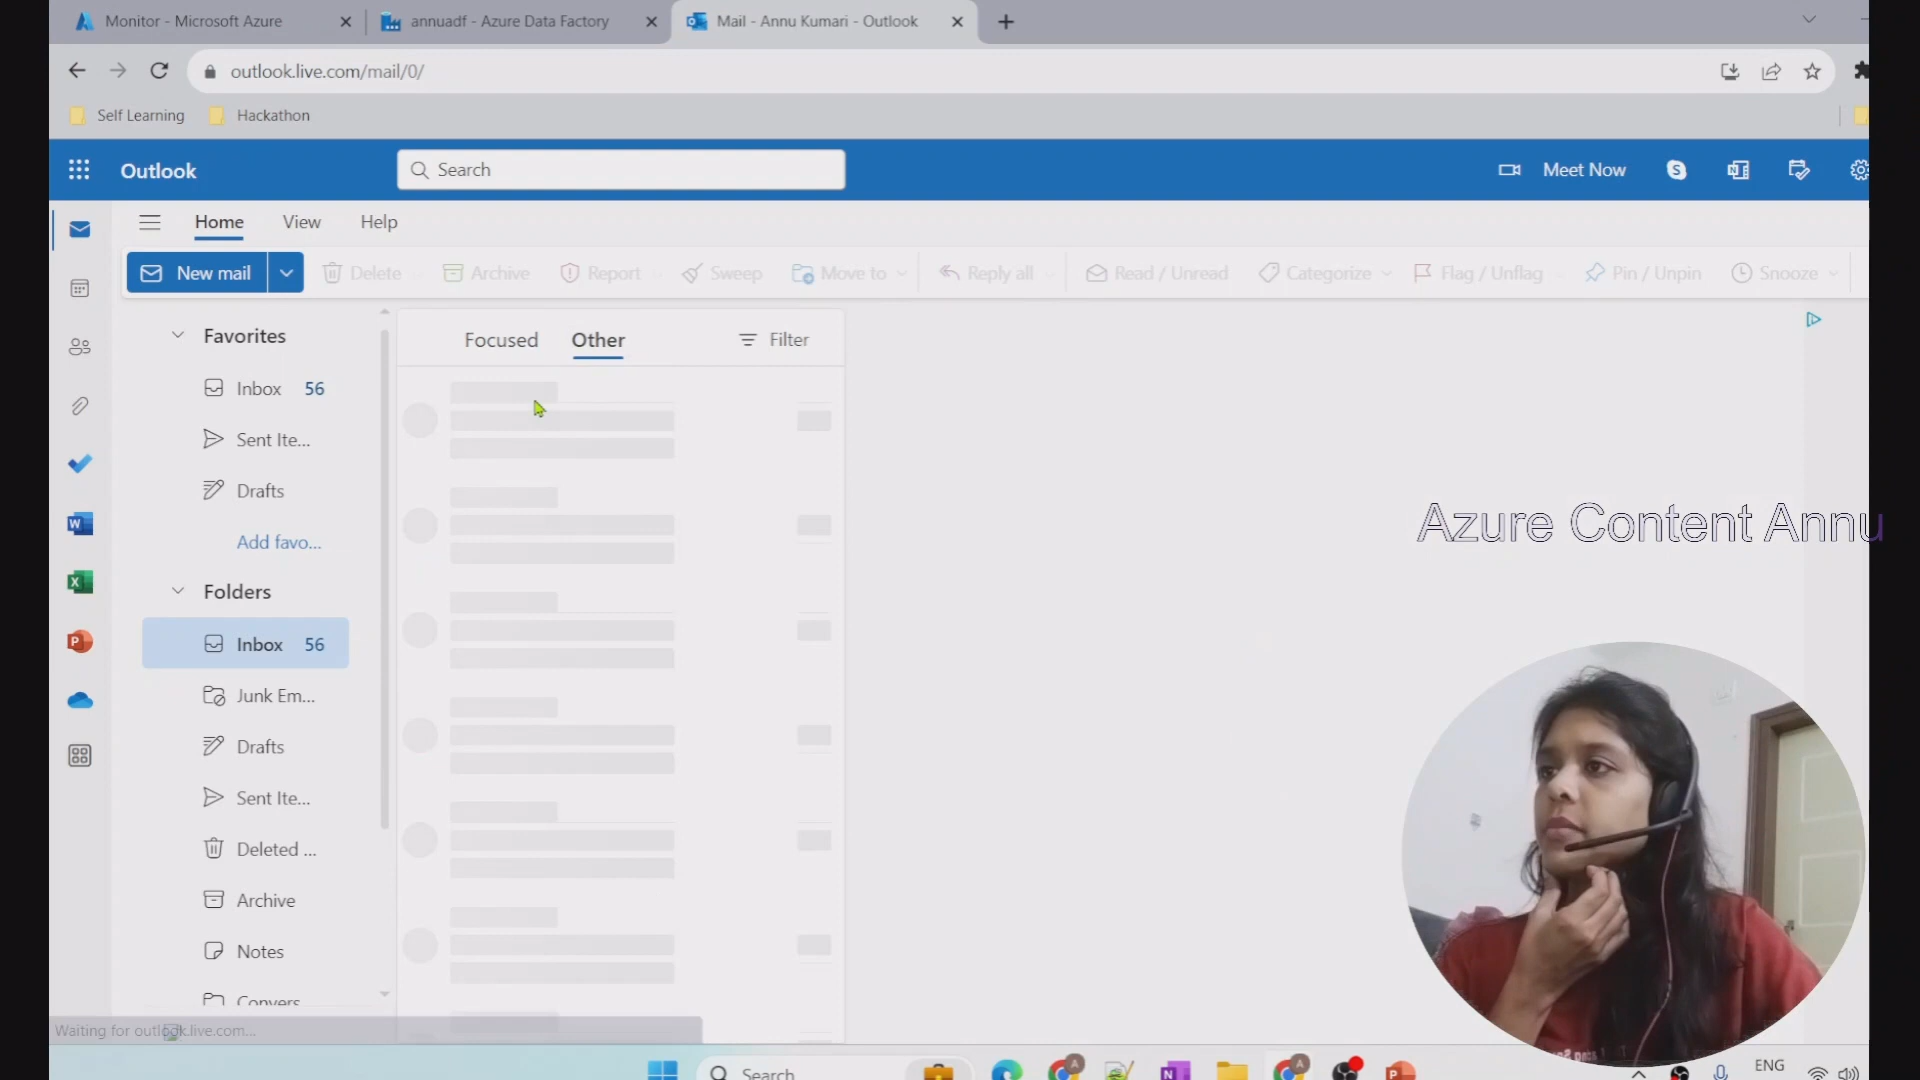 Monitor - Microsoft Azure
annuadf - Azure Data Factory
Mail - Annu Kumari - Outlook
outlook.live.com/mail/0/
Self Learning
Hackathon
Outlook
Search
Meet Now
Home
View
Help
New mail
Delete
Archive
Report
Sweep
Move to
Reply all
Read / Unread
Categorize
Flag / Unflag
Pin / Unpin
Snooze
Favorites
Focused
Other
Filter
Inbox 56
Sent Ite...
Drafts
Add favo...
Azure Content Annu
Folders
Inbox 56
Junk Em...
Drafts
Sent Ite...
Deleted ...
Archive
Notes
Convers
Waiting for outlook.live.com...
Search
ENG